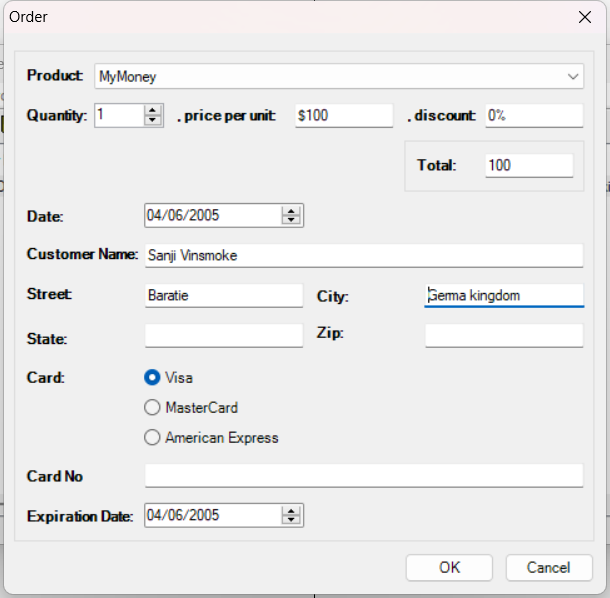 Order
Product: MyMoney
Quantity: 1 . price per unit: $100 . discount: 0%
Total: 100
Date: 04/06/2005
Customer Name: Sanji Vinsmoke
Street: Baratie City: Germa kingdom
State: Zip:
Card: Visa
MasterCard
American Express
Card No
Expiration Date: 04/06/2005
OK Cancel